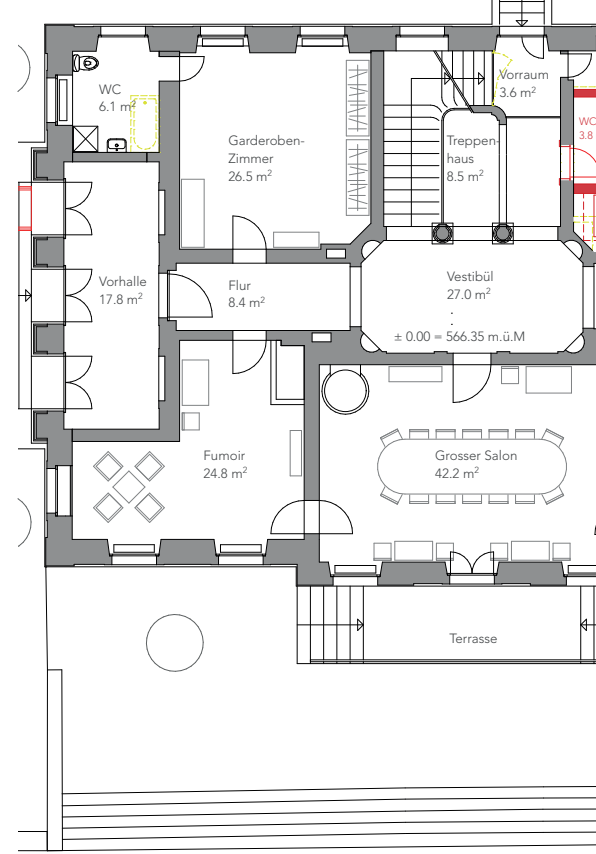 WC
6.1 m²
Vorraum
3.6 m²
WC
3.8
Garderoben-
Zimmer
26.5 m²
Treppen-
haus
8.5 m²
Vorhalle
17.8 m²
Flur
8.4 m²
Vestibül
27.0 m²
± 0.00 = 566.35 m.ü.M
Fumoir
24.8 m²
Grosser Salon
42.2 m²
Terrasse